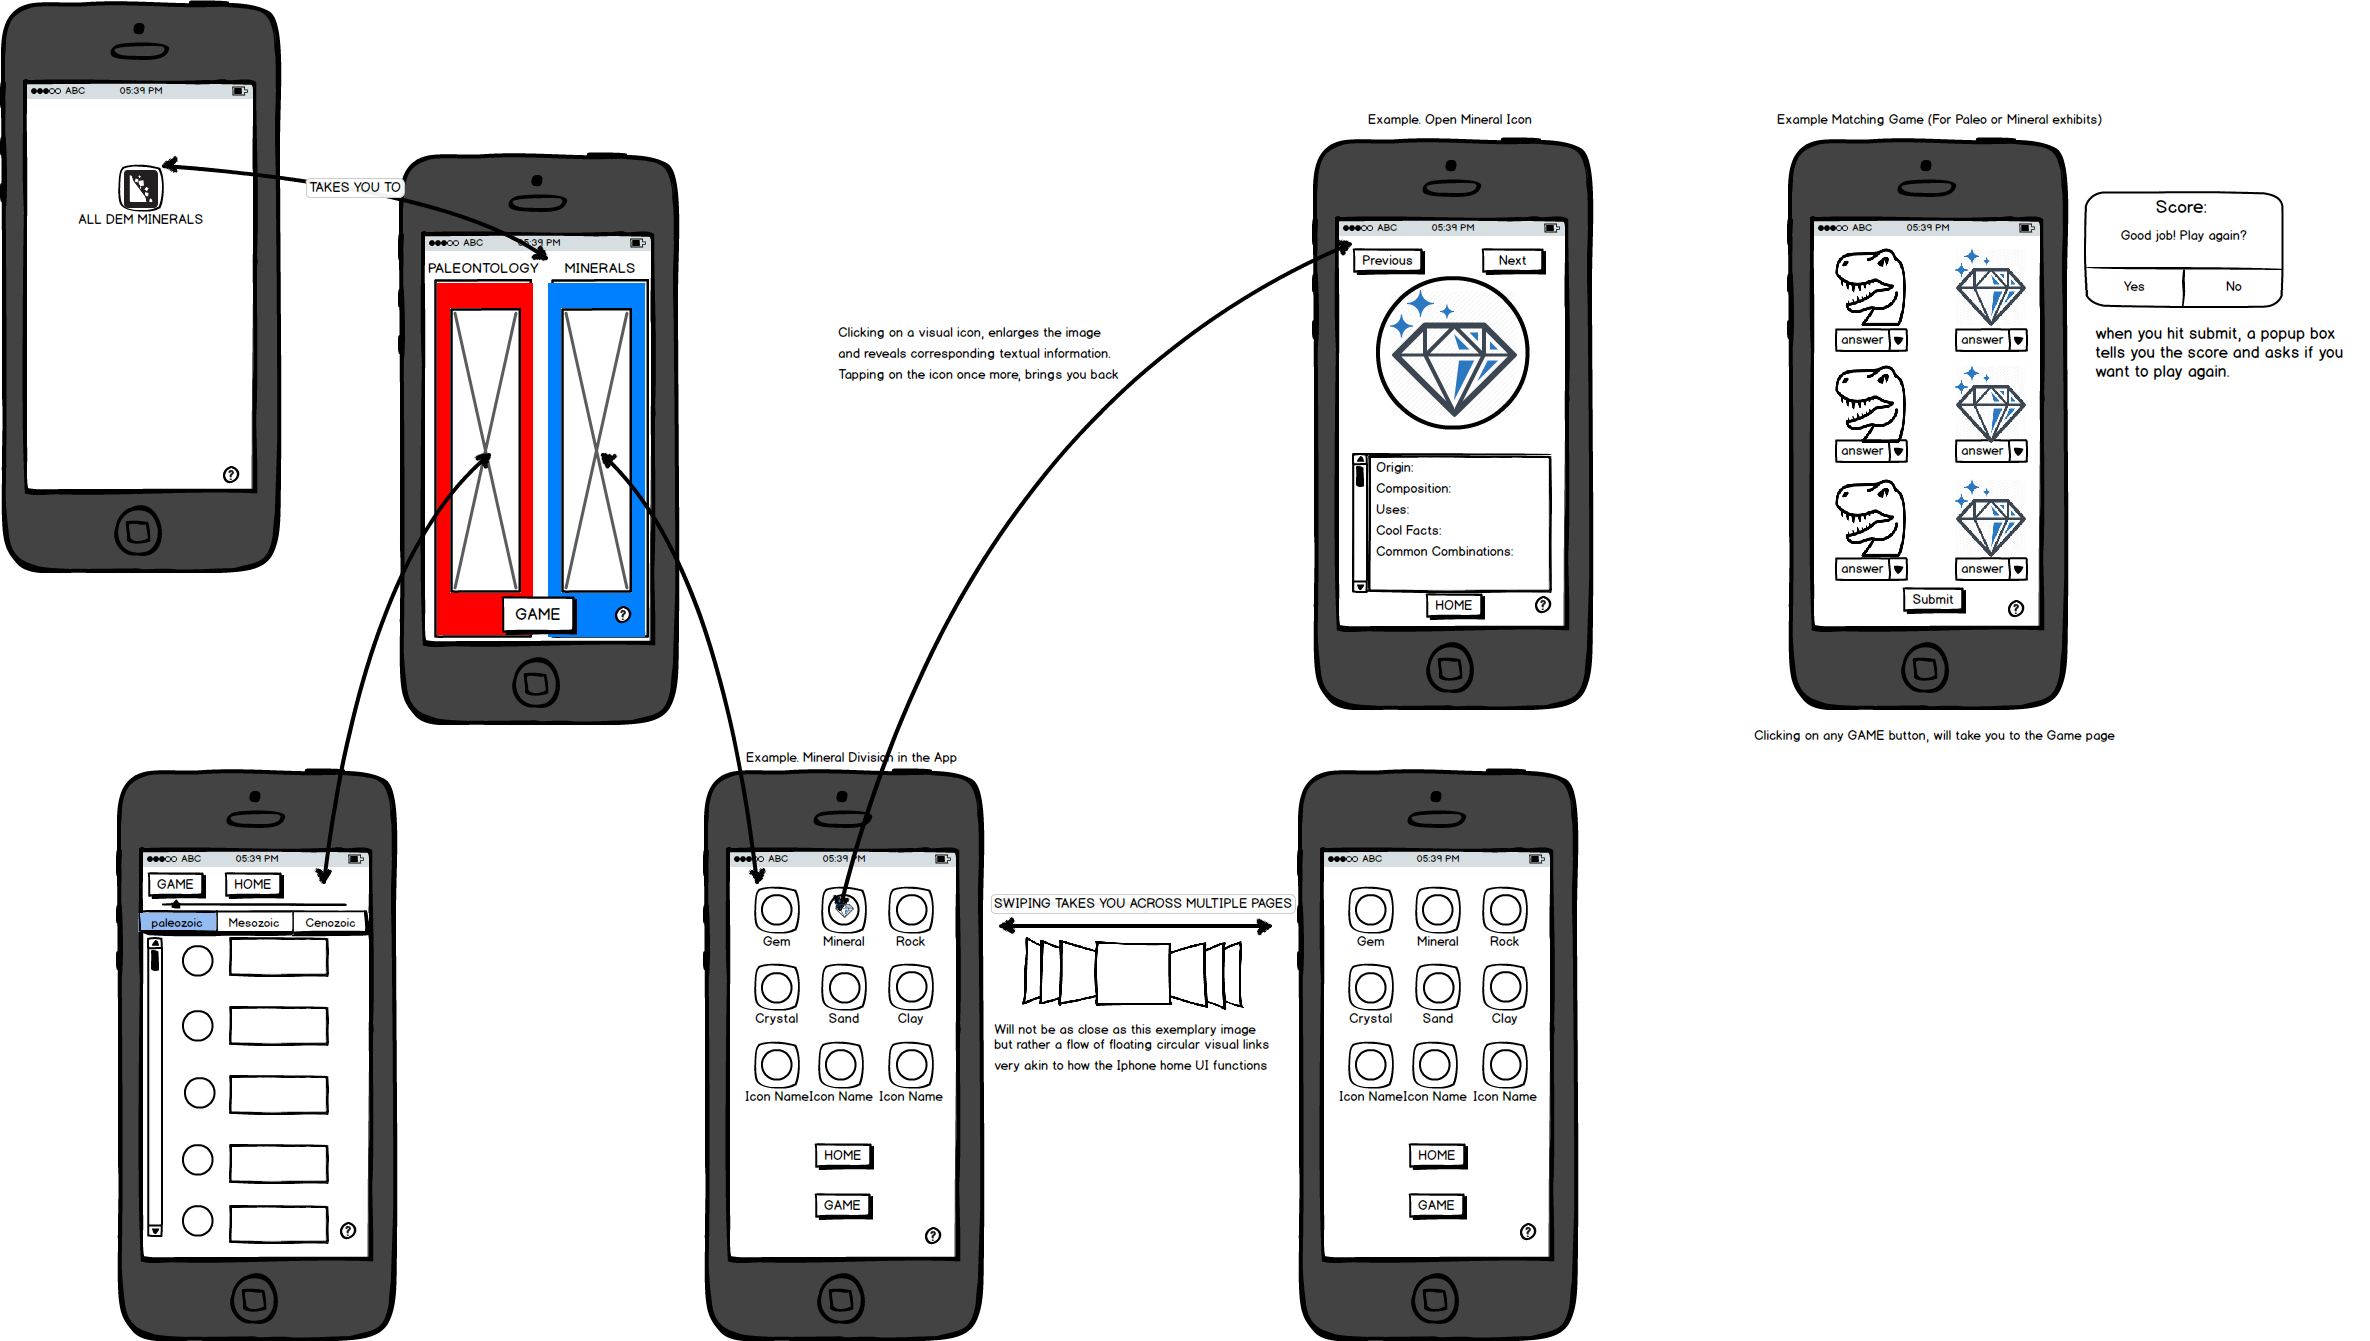 ABC 05:39 PM
ALL DEM MINERALS
?
TAKES YOU TO
ABC 05:39 PM
PALEONTOLOGY MINERALS
GAME
?
Clicking on a visual icon, enlarges the image
and reveals corresponding textual information.
Tapping on the icon once more, brings you back
Example. Open Mineral Icon
ABC 05:39 PM
Previous Next
Origin:
Composition:
Uses:
Cool Facts:
Common Combinations:
HOME
?
Example Matching Game (For Paleo or Mineral exhibits)
ABC 05:39 PM
answer answer
answer answer
answer answer
Submit
?
Score:
Good job! Play again?
Yes No
when you hit submit, a popup box
tells you the score and asks if you
want to play again.
Clicking on any GAME button, will take you to the Game page
ABC 05:39 PM
GAME HOME
paleozoic Mesozoic Cenozoic
?
Example. Mineral Division in the App
ABC 05:39 PM
Gem Mineral Rock
Crystal Sand Clay
Icon Name Icon Name Icon Name
HOME
GAME
?
SWIPING TAKES YOU ACROSS MULTIPLE PAGES
Will not be as close as this exemplary image
but rather a flow of floating circular visual links
very akin to how the Iphone home UI functions
ABC 05:39 PM
Gem Mineral Rock
Crystal Sand Clay
Icon Name Icon Name Icon Name
HOME
GAME
?